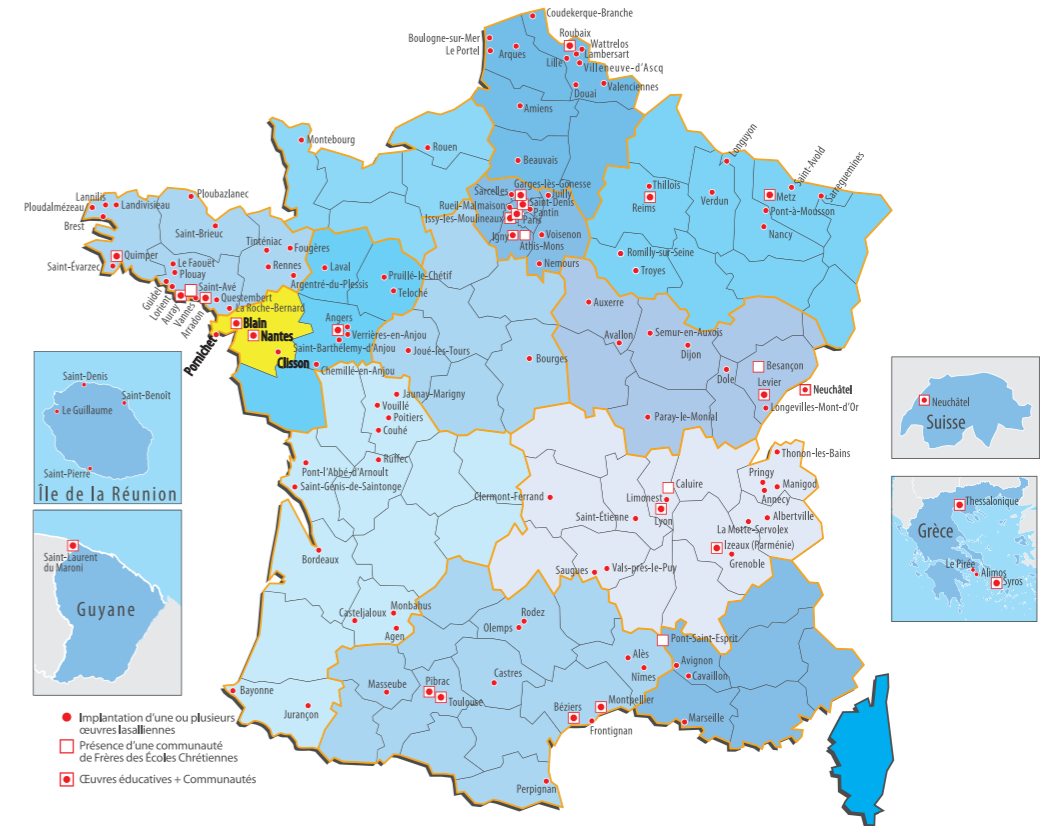 Coudekerque-Branche
Boulogne-sur-Mer
Le Portel
Arques
Roubaix
Wattrelos
Lambersart
Lille
Villeneuve-d'Ascq
Douai
Valenciennes
Amiens
Montebourg
Rouen
Beauvais
Longuyon
Saint-Avold
Sarreguemines
Thillois
Reims
Verdun
Metz
Pont-à-Mousson
Nancy
Garges-lès-Gonesse
Sarcelles
Juilly
Saint-Denis
Rueil-Malmaison
Pantin
Issy-les-Moulineaux
Paris
Igny
Athis-Mons
Voisenon
Nemours
Romilly-sur-Seine
Troyes
Lannilis
Ploudalmézeau
Landivisiau
Brest
Ploubazlanec
Saint-Brieuc
Quimper
Saint-Évarzec
Tinténiac
Fougères
Le Faouët
Plouay
Rennes
Argentré-du-Plessis
Guidel
Lorient
Auray
Vannes
Arradon
Saint-Avé
Questembert
La Roche-Bernard
Laval
Pruillé-le-Chétif
Teloché
Angers
Verrières-en-Anjou
Saint-Barthélemy-d'Anjou
Chemillé-en-Anjou
Blain
Nantes
Pornichet
Clisson
Joué-les-Tours
Bourges
Auxerre
Avallon
Semur-en-Auxois
Dijon
Dole
Besançon
Levier
Neuchâtel
Longevilles-Mont-d'Or
Paray-le-Monial
Jaunay-Marigny
Vouillé
Poitiers
Couhé
Ruffec
Pont-l'Abbé-d'Arnoult
Saint-Génis-de-Saintonge
Saint-Denis
Saint-Benoît
Le Guillaume
Saint-Pierre
Île de la Réunion
Neuchâtel
Suisse
Thonon-les-Bains
Pringy
Manigod
Annecy
Caluire
Limonest
Lyon
Clermont-Ferrand
Saint-Étienne
Albertville
La Motte-Servolex
Izeaux (Parménie)
Grenoble
Saugues
Vals-près-le-Puy
Thessalonique
Grèce
Le Pirée
Alimos
Syros
Saint-Laurent
du Maroni
Guyane
Bordeaux
Casteljaloux
Monbahus
Agen
Rodez
Olemps
Pont-Saint-Esprit
Alès
Nîmes
Avignon
Cavaillon
Masseube
Pibrac
Toulouse
Castres
Béziers
Montpellier
Frontignan
Marseille
Bayonne
Jurançon
Perpignan
Implantation d'une ou plusieurs
œuvres lasalliennes
Présence d'une communauté
de Frères des Écoles Chrétiennes
Œuvres éducatives + Communautés